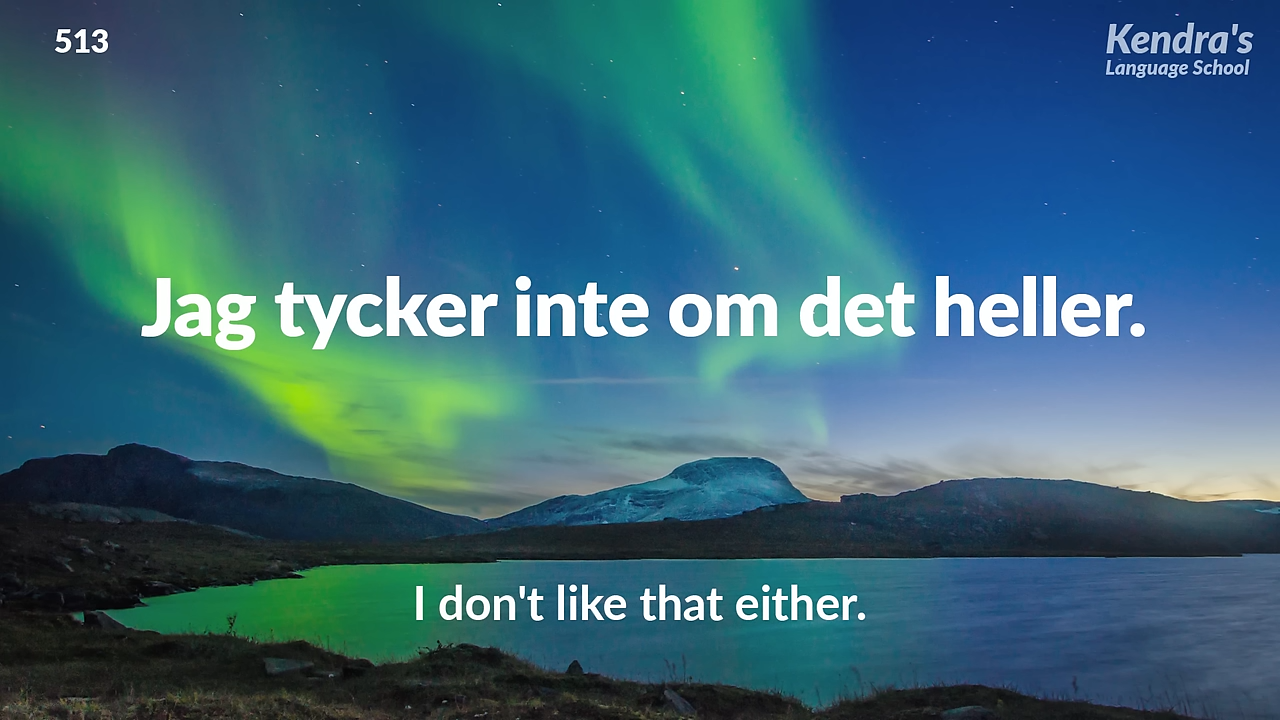 513
Kendra's
Language School
Jag tycker inte om det heller.
I don't like that either.